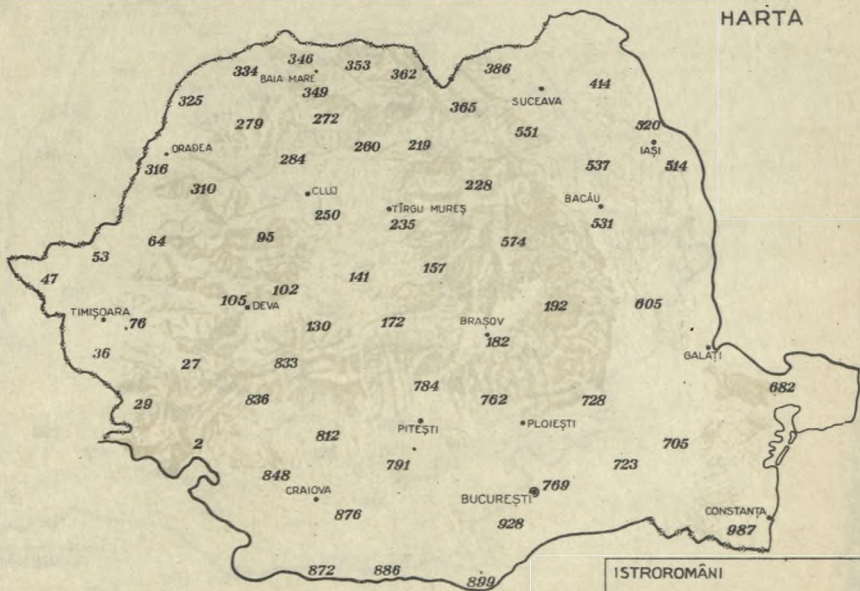 HARTA
346 353
334 BAIA MARE 362 386
349 SUCEAVA 414
325 365
279 272 551 520
ORADEA 260 219 IAȘI
316 284 537 514
310 CLUJ 228 BACĂU
250 TÎRGU MUREȘ
235 531
64 95 574
53
47 102 141 157
105 DEVA 192 605
TIMIȘOARA 76 130 172 BRAȘOV
182
36 GALAȚI
27 833
784 682
29 836 762 728
PITEȘTI PLOIEȘTI
2 812 705
791 723
848
CRAIOVA BUCUREȘTI 769
876 928 CONSTANȚA
987
872 886 899
ISTROROMÂNI